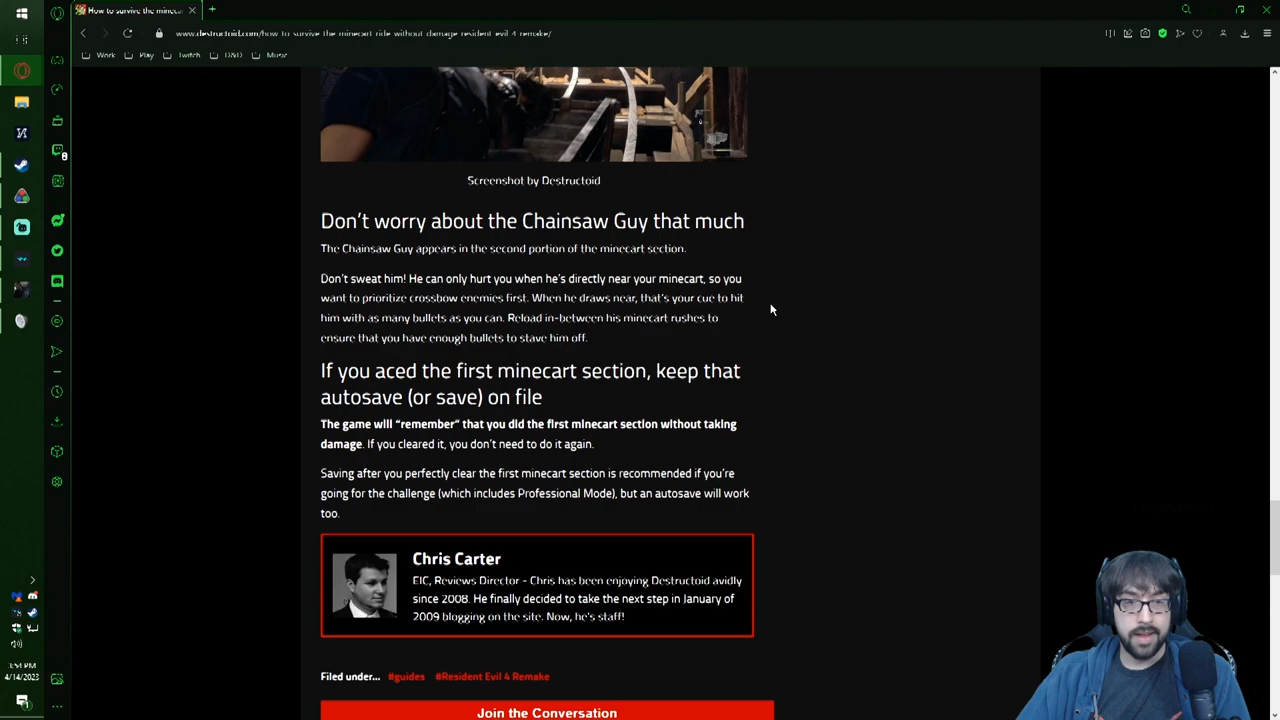 How to survive the minecar
www.destructoid.com/how-to-survive-the-minecart-ride-without-damage-resident-evil-4-remake/
Work
Play
Twitch
D&D
Music
Screenshot by Destructoid
Don't worry about the Chainsaw Guy that much
The Chainsaw Guy appears in the second portion of the minecart section.
Don't sweat him! He can only hurt you when he's directly near your minecart, so you
want to prioritize crossbow enemies first. When he draws near, that's your cue to hit
him with as many bullets as you can. Reload in-between his minecart rushes to
ensure that you have enough bullets to stave him off.
If you aced the first minecart section, keep that
autosave (or save) on file
The game will “remember” that you did the first minecart section without taking
damage. If you cleared it, you don't need to do it again.
Saving after you perfectly clear the first minecart section is recommended if you're
going for the challenge (which includes Professional Mode), but an autosave will work
too.
Chris Carter
EIC, Reviews Director - Chris has been enjoying Destructoid avidly
since 2008. He finally decided to take the next step in January of
2009 blogging on the site. Now, he's staff!
Filed under... #guides #Resident Evil 4 Remake
Join the Conversation
3:54 PM
4/14/2023